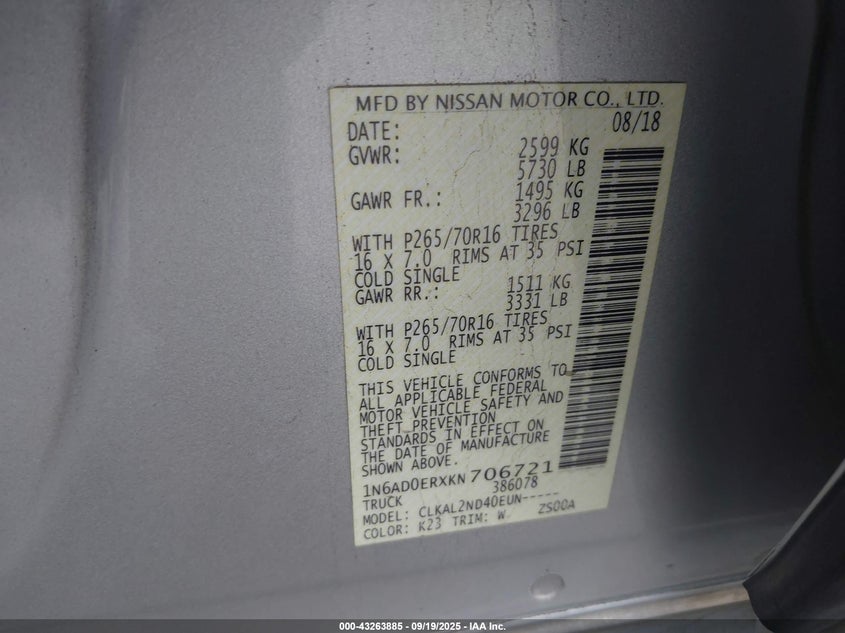 MFD BY NISSAN MOTOR CO., LTD.
DATE: 08/18
GVWR: 2599 KG
5730 LB
GAWR FR.: 1495 KG
3296 LB
WITH P265/70R16 TIRES
16 X 7.0 RIMS AT 35 PSI
COLD SINGLE
GAWR RR.: 1511 KG
3331 LB
WITH P265/70R16 TIRES
16 X 7.0 RIMS AT 35 PSI
COLD SINGLE
THIS VEHICLE CONFORMS TO
ALL APPLICABLE FEDERAL
MOTOR VEHICLE SAFETY AND
THEFT PREVENTION
STANDARDS IN EFFECT ON
THE DATE OF MANUFACTURE
SHOWN ABOVE.
1N6AD0ERXKN706721
TRUCK 386078
MODEL: CLKAL2ND40EUN-----
COLOR: K23 TRIM: W ZS00A
000-43263885 - 09/19/2025 - IAA Inc.